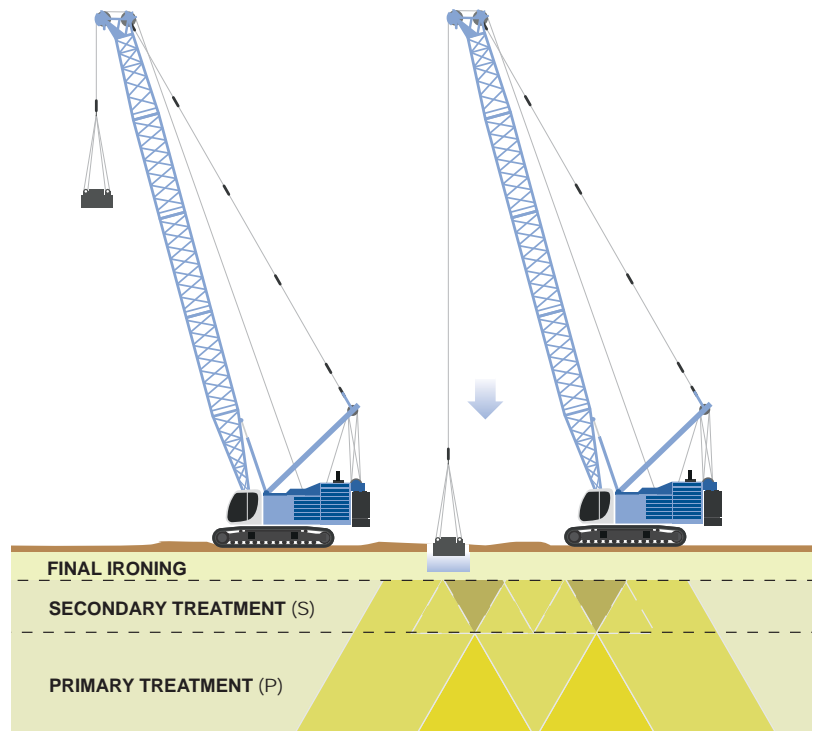 FINAL IRONING
SECONDARY TREATMENT (S)
PRIMARY TREATMENT (P)